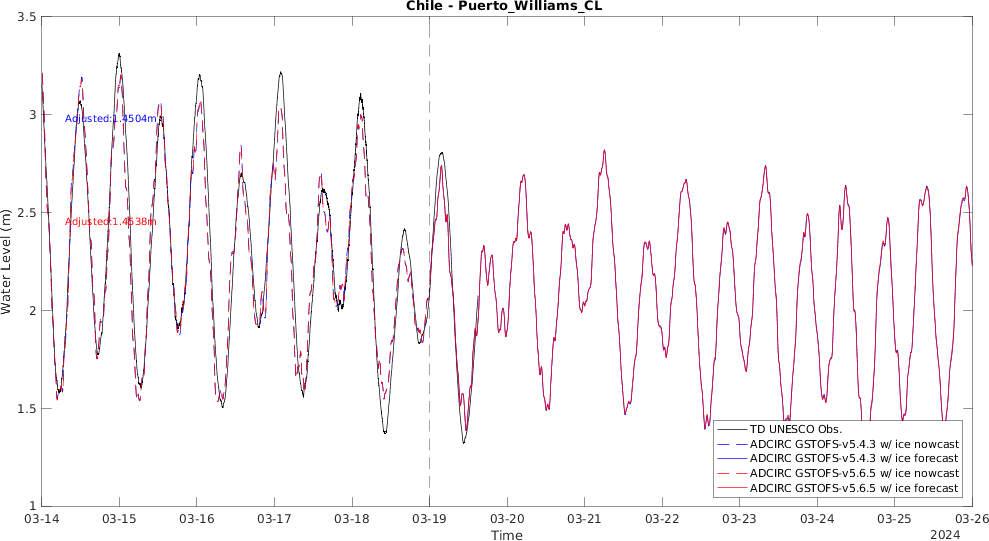 Chile - Puerto_Williams_CL
3.5
3
2.5
2
1.5
1
Water Level (m)
Adjusted:1.4504m
Adjusted:1.4538m
TD UNESCO Obs.
ADCIRC GSTOFS-v5.4.3 w/ ice nowcast
ADCIRC GSTOFS-v5.4.3 w/ ice forecast
ADCIRC GSTOFS-v5.6.5 w/ ice nowcast
ADCIRC GSTOFS-v5.6.5 w/ ice forecast
03-14 03-15 03-16 03-17 03-18 03-19 03-20 03-21 03-22 03-23 03-24 03-25 03-26
Time
2024